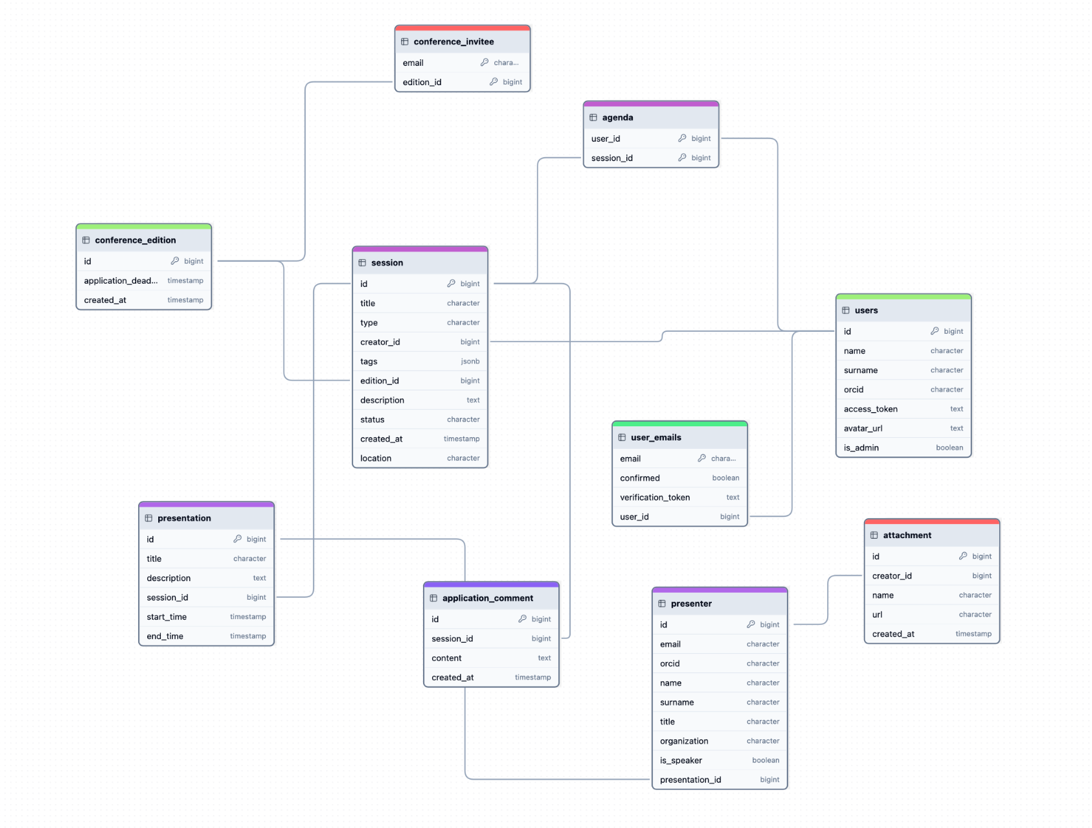 conference_invitee
email chara...
edition_id bigint
agenda
user_id bigint
session_id bigint
conference_edition
id bigint
application_dead... timestamp
created_at timestamp
session
id bigint
title character
type character
creator_id bigint
tags jsonb
edition_id bigint
description text
status character
created_at timestamp
location character
users
id bigint
name character
surname character
orcid character
access_token text
avatar_url text
is_admin boolean
user_emails
email chara...
confirmed boolean
verification_token text
user_id bigint
presentation
id bigint
title character
description text
session_id bigint
start_time timestamp
end_time timestamp
attachment
id bigint
creator_id bigint
name character
url character
created_at timestamp
application_comment
id bigint
session_id bigint
content text
created_at timestamp
presenter
id bigint
email character
orcid character
name character
surname character
title character
organization character
is_speaker boolean
presentation_id bigint